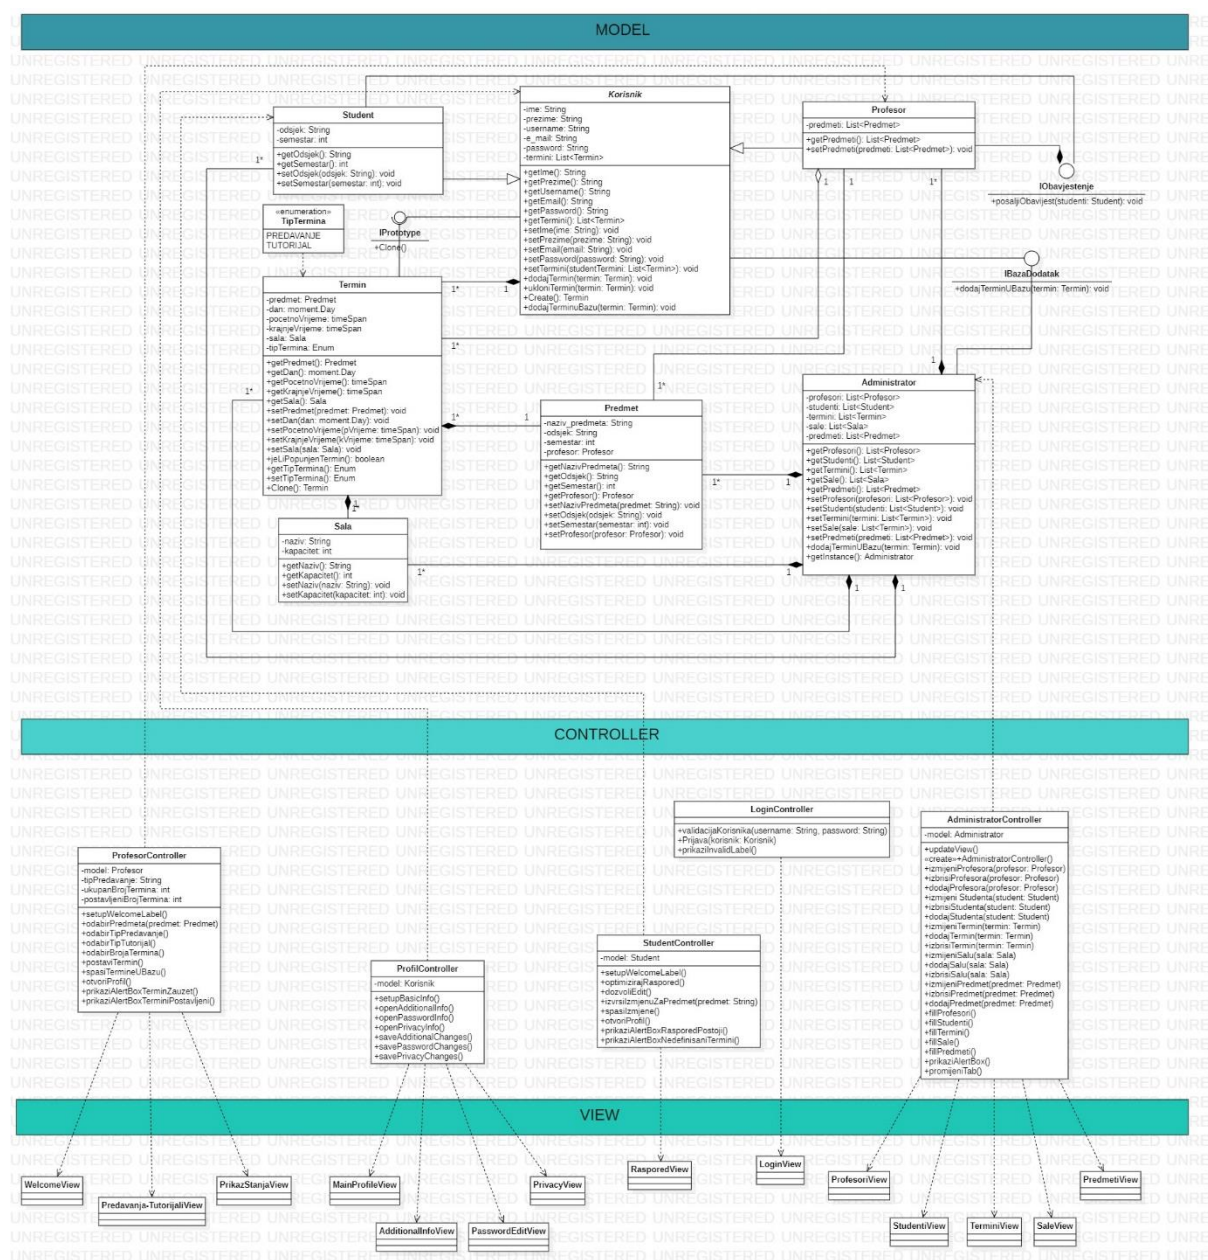 MODEL
Student
-odsjek: String
-semestar: int
+getOdsjek(): String
+getSemestar(): int
+setOdsjek(odsjek: String): void
+setSemestar(semestar: int): void
Korisnik
-ime: String
-prezime: String
-username: String
-e_mail: String
-password: String
-termini: List<Termin>
+getIme(): String
+getPrezime(): String
+getUsername(): String
+getEmail(): String
+getPassword(): String
+getTermini(): List<Termin>
+setIme(ime: String): void
+setPrezime(prezime: String): void
+setEmail(email: String): void
+setPassword(password: String): void
+setTermini(studentTermini: List<Termin>): void
+dodajTermin(termin: Termin): void
+ukloniTermin(termin: Termin): void
+Create(): Termin
+dodajTerminuBazu(termin: Termin): void
Profesor
-predmeti: List<Predmet>
+getPredmeti(): List<Predmet>
+setPredmeti(predmeti: List<Predmet>): void
IObavjestenje
+posaljiObavijest(studenti: Student): void
«enumeration»
TipTermina
PREDAVANJE
TUTORIJAL
IPrototype
+Clone()
IBazaDodatak
+dodajTerminUBazu(termin: Termin): void
Termin
-predmet: Predmet
-dan: moment.Day
-pocetnoVrijeme: timeSpan
-krajnjeVrijeme: timeSpan
-sala: Sala
-tipTermina: Enum
+getPredmet(): Predmet
+getDan(): moment.Day
+getPocetnoVrijeme(): timeSpan
+getKrajnjeVrijeme(): timeSpan
+getSala(): Sala
+setPredmet(predmet: Predmet): void
+setDan(dan: moment.Day): void
+setPocetnoVrijeme(pVrijeme: timeSpan): void
+setKrajnjeVrijeme(kVrijeme: timeSpan): void
+setSala(sala: Sala): void
+jeLiPopunjenTermin(): boolean
+getTipTermina(): Enum
+setTipTermina(): Enum
+Clone(): Termin
Predmet
-naziv_predmeta: String
-odsjek: String
-semestar: int
-profesor: Profesor
+getNazivPredmeta(): String
+getOdsjek(): String
+getSemestar(): int
+getProfesor(): Profesor
+setNazivPredmeta(predmet: String): void
+setOdsjek(odsjek: String): void
+setSemestar(semestar: int): void
+setProfesor(profesor: Profesor): void
Administrator
-profesori: List<Profesor>
-studenti: List<Student>
-termini: List<Termin>
-sale: List<Sala>
-predmeti: List<Predmet>
+getProfesori(): List<Profesor>
+getStudenti(): List<Student>
+getTermini(): List<Termin>
+getSale(): List<Sala>
+getPredmeti(): List<Predmet>
+setProfesori(profesori: List<Profesor>): void
+setStudenti(studenti: List<Student>): void
+setTermini(termini: List<Termin>): void
+setSale(sale: List<Termin>): void
+setPredmeti(predmeti: List<Predmet>): void
+dodajTerminUBazu(termin: Termin): void
+getInstance(): Administrator
Sala
-naziv: String
-kapacitet: int
+getNaziv(): String
+getKapacitet(): int
+setNaziv(naziv: String): void
+setKapacitet(kapacitet: int): void
CONTROLLER
ProfesorController
-model: Profesor
-tipPredavanje: String
-ukupanBrojTermina: int
-postavljeniBrojTermina: int
+setupWelcomeLabel()
+odabirPredmeta(predmet: Predmet)
+odabirTipPredavanje()
+odabirTipTutorijal()
+odabirBrojaTermina()
+postaviTermin()
+spasiTermineUBazu()
+otvoriProfil()
+prikaziAlertBoxTerminZauzet()
+prikaziAlertBoxTerminiPostavljeni()
ProfilController
-model: Korisnik
+setupBasicInfo()
+openAdditionalInfo()
+openPasswordInfo()
+openPrivacyInfo()
+saveAdditionalChanges()
+savePasswordChanges()
+savePrivacyChanges()
StudentController
-model: Student
+setupWelcomeLabel()
+optimizirajRaspored()
+dozvoliEdit()
+izvrsiIzmjenuZaPredmet(predmet: String)
+spasiIzmjene()
+otvoriProfil()
+prikaziAlertBoxRasporedPostoji()
+prikaziAlertBoxNedefinisaniTermini()
LoginController
+validacijaKorisnika(username: String, password: String)
+Prijava(korisnik: Korisnik)
+prikaziInvalidLabel()
AdministratorController
-model: Administrator
+updateView()
«create»+AdministratorController()
+izmijeniProfesora(profesor: Profesor)
+izbrisiProfesora(profesor: Profesor)
+dodajProfesora(profesor: Profesor)
+izmijeni Studenta(student: Student)
+izbrisiStudenta(student: Student)
+dodajStudenta(student: Student)
+izmijeniTermin(termin: Termin)
+dodajTermin(termin: Termin)
+izbrisiTermin(termin: Termin)
+izmijeniSalu(sala: Sala)
+dodajSalu(sala: Sala)
+izbrisiSalu(sala: Sala)
+izmijeniPredmet(predmet: Predmet)
+izbrisiPredmet(predmet: Predmet)
+dodajPredmet(predmet: Predmet)
+fillProfesori()
+fillStudenti()
+fillTermini()
+fillSale()
+fillPredmeti()
+prikaziAlertBox()
+promijeniTab()
VIEW
WelcomeView
Predavanja-TutorijaliView
PrikazStanjaView
MainProfileView
AdditionalInfoView
PasswordEditView
PrivacyView
RasporedView
LoginView
ProfesoriView
StudentiView
TerminiView
SaleView
PredmetiView